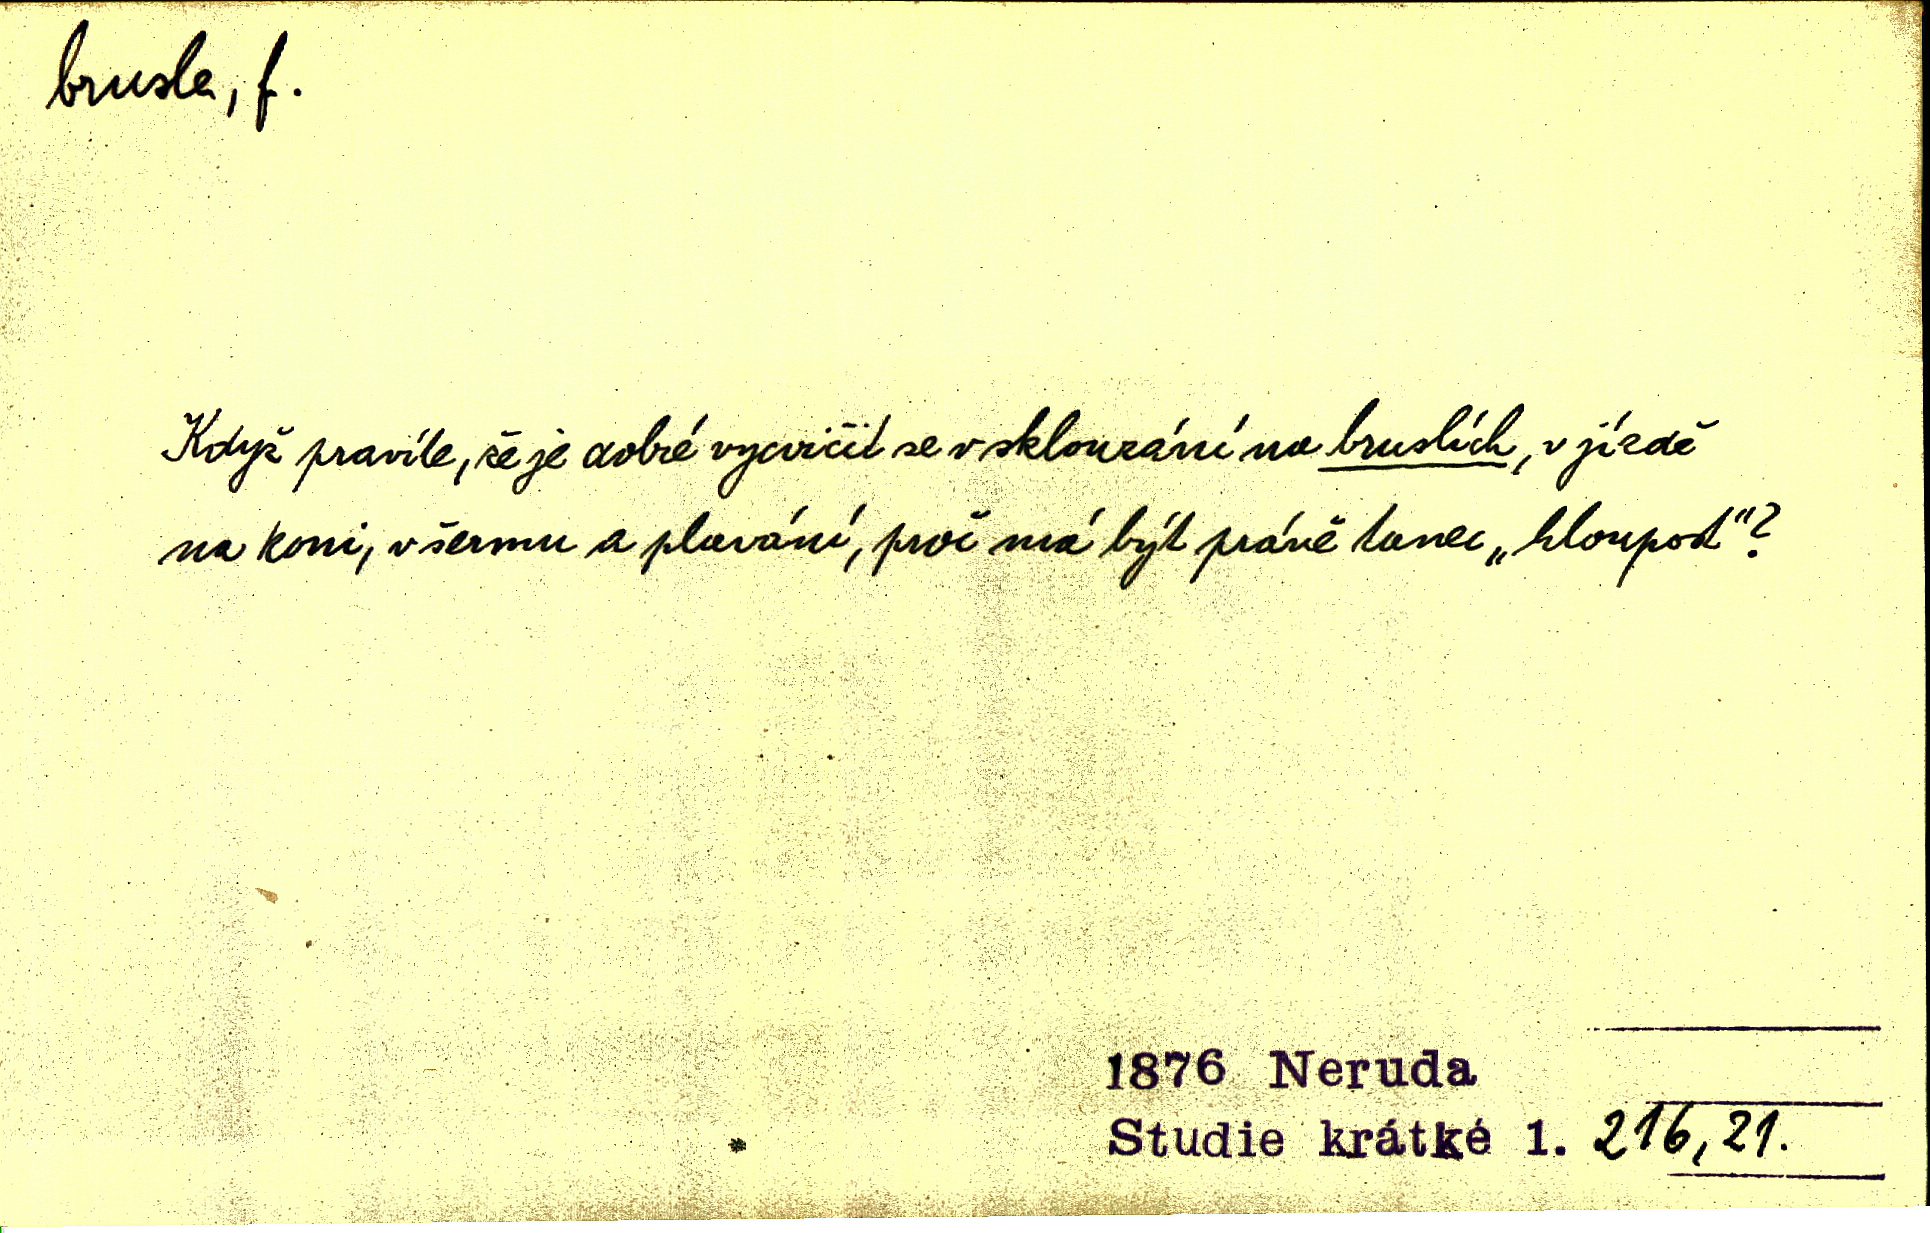 brusle, f.
Když pravíte, že je dobré vycvičit se v sklouzání na bruslích, v jízdě
na koni, v šermu a plavání, proč má být právě tanec „hloupost“?
1876 Neruda
Studie krátké 1. 216, 21.